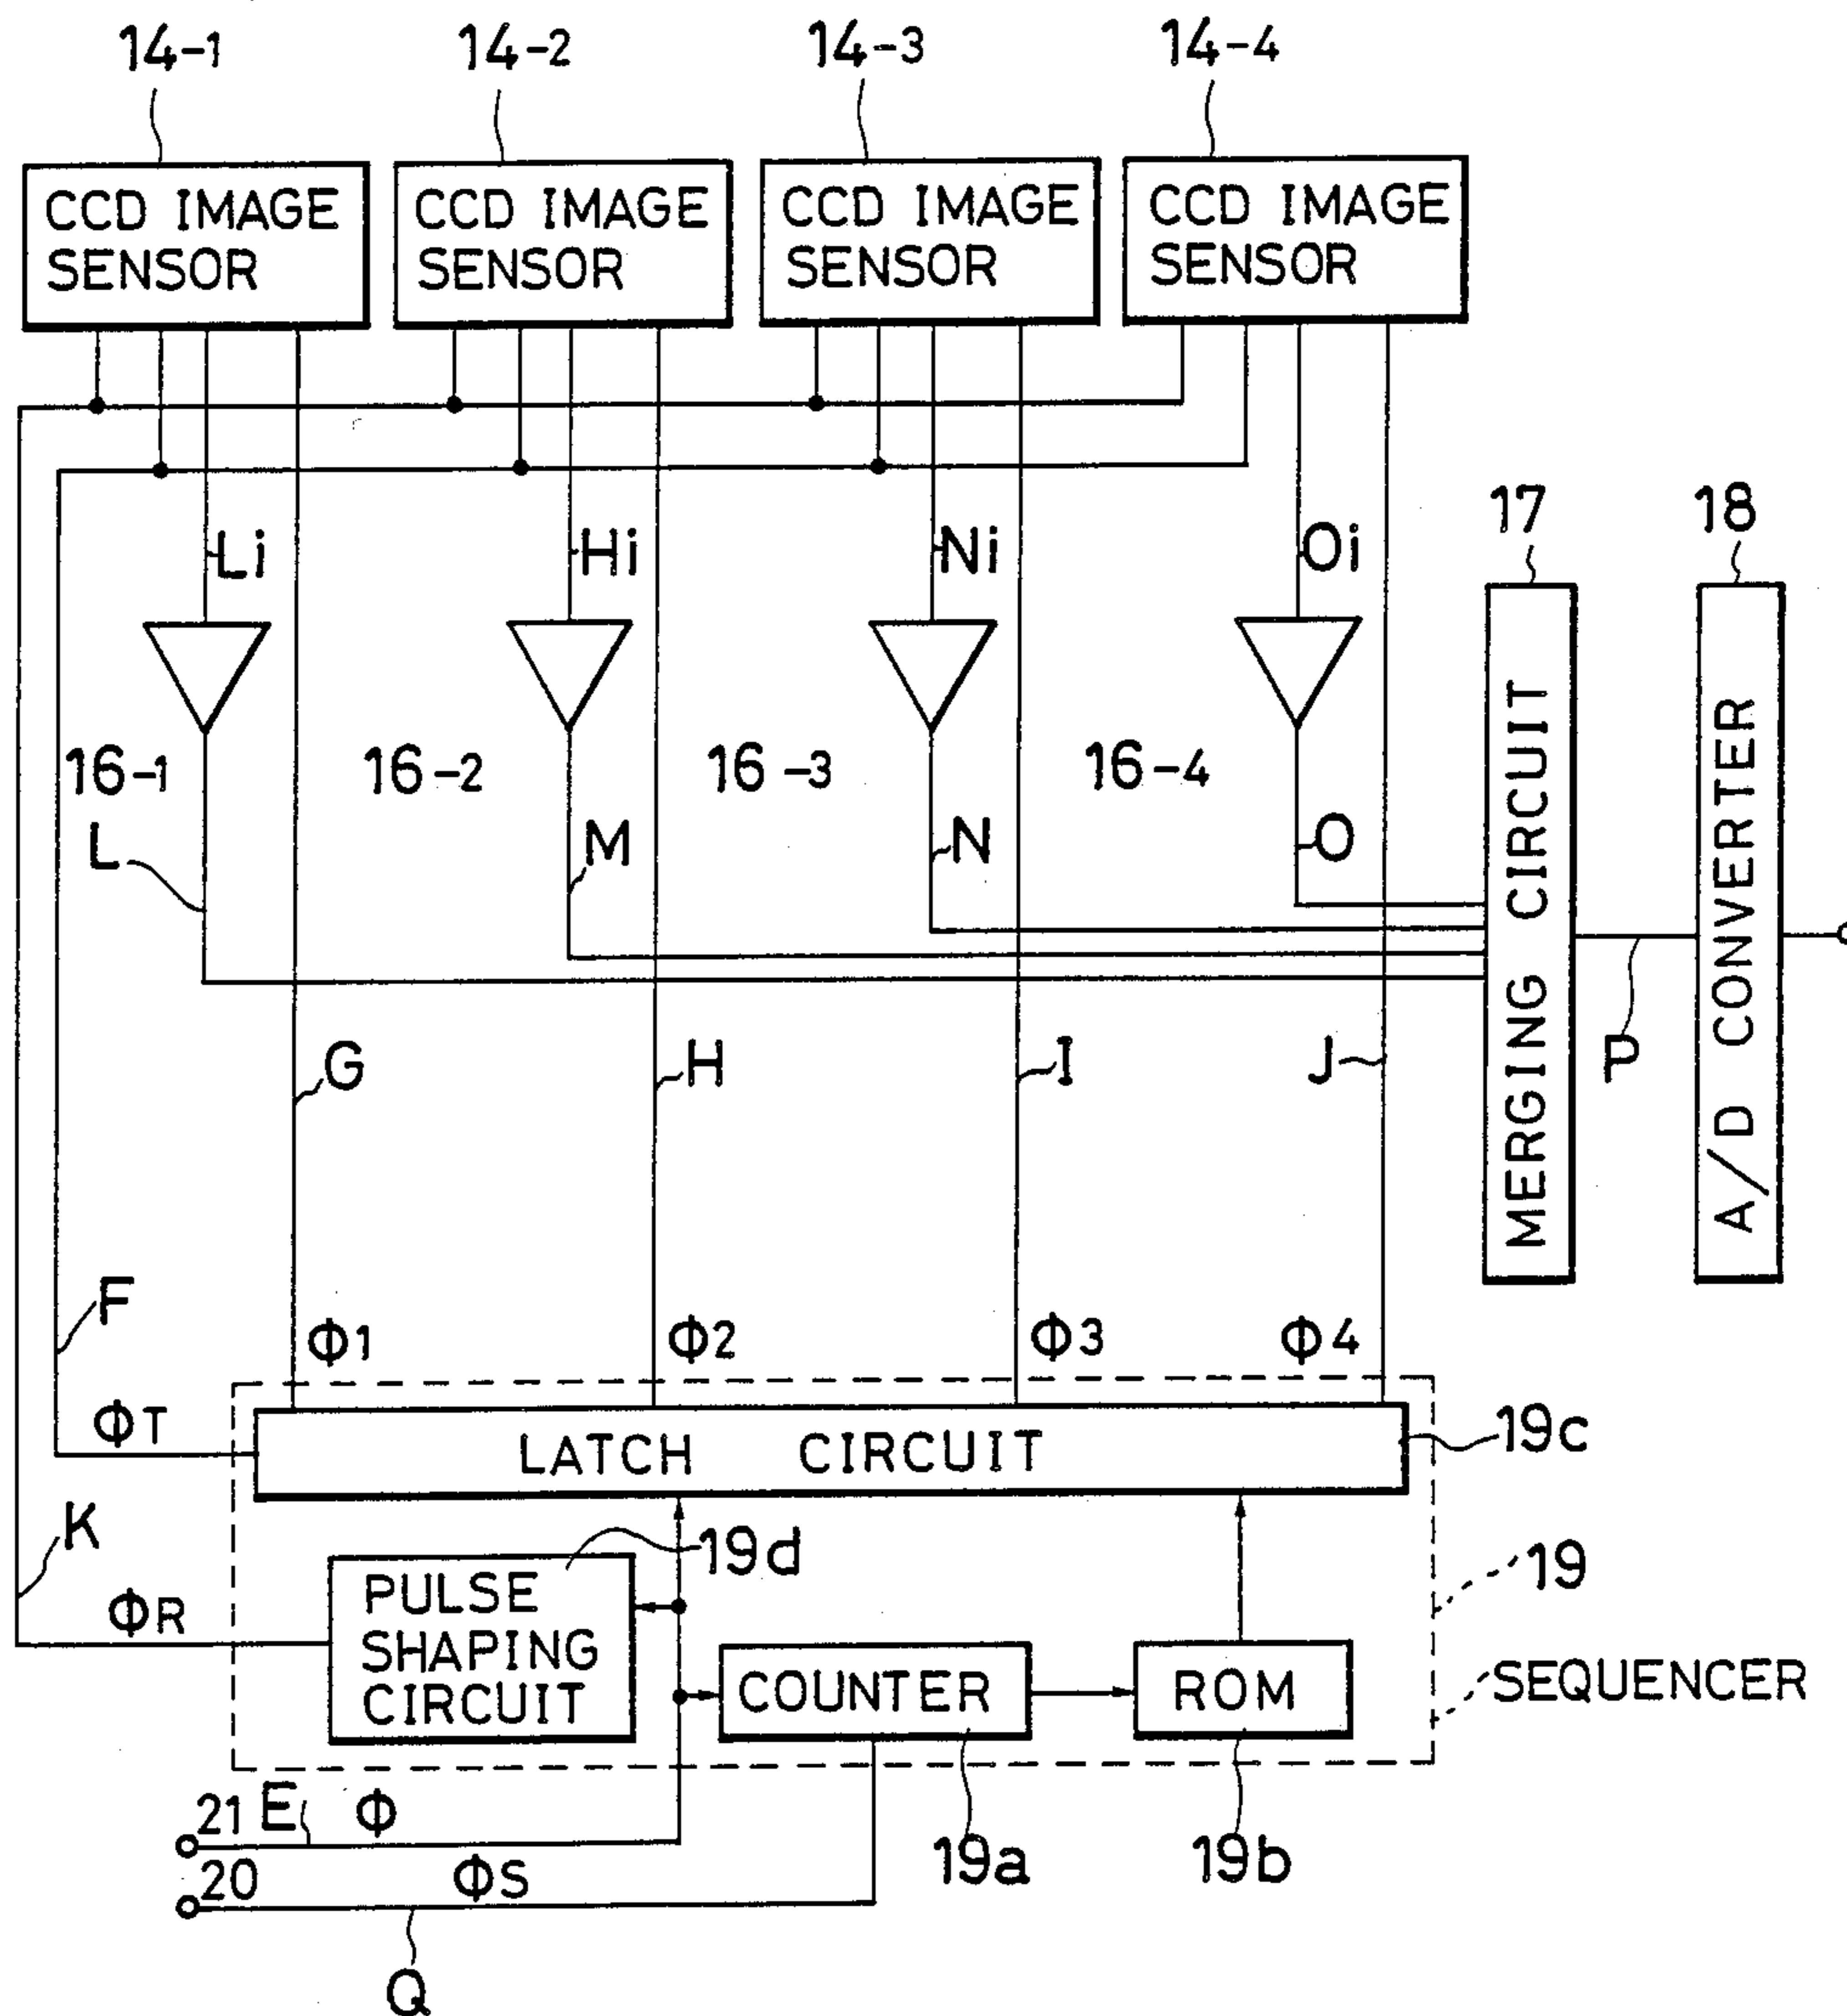 14-1 14-2 14-3 14-4
CCD IMAGE SENSOR
CCD IMAGE SENSOR
CCD IMAGE SENSOR
CCD IMAGE SENSOR
17 18
Li Hi Ni Oi
16-1 16-2 16-3 16-4
L M N O
MERGING CIRCUIT
A/D CONVERTER
P
G H I J
F
Φ1 Φ2 Φ3 Φ4
ΦT
LATCH CIRCUIT
19c
K
19d
19
ΦR
PULSE
SHAPING
CIRCUIT
COUNTER
ROM
SEQUENCER
21 E Φ
19a 19b
20 ΦS
Q